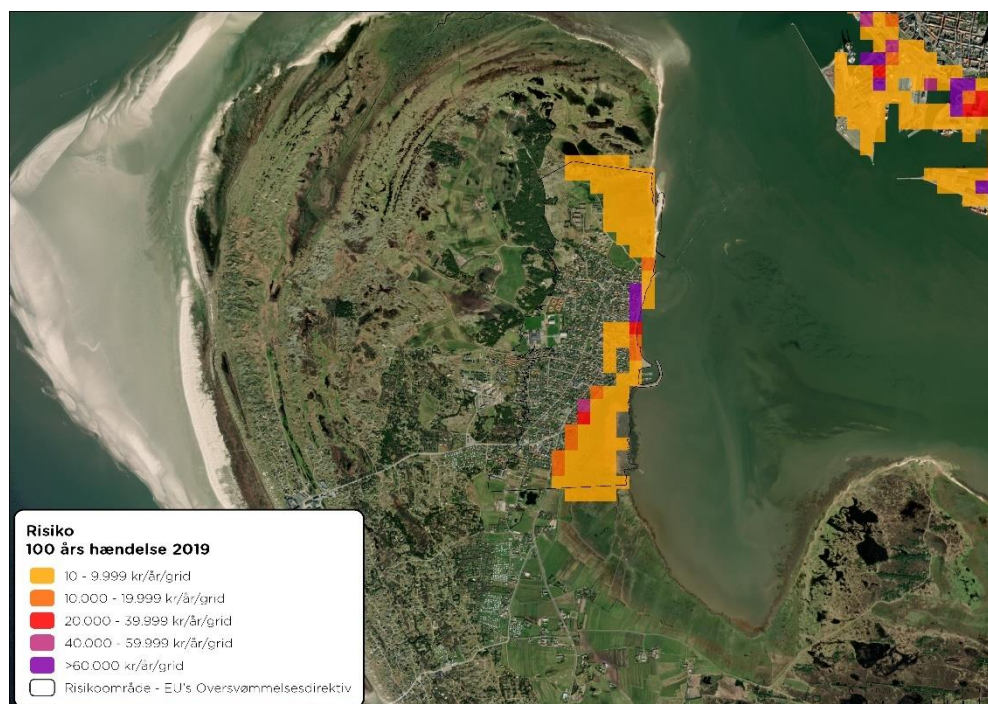 Risiko
100 års hændelse 2019
10 - 9.999 kr/år/grid
10.000 - 19.999 kr/år/grid
20.000 - 39.999 kr/år/grid
40.000 - 59.999 kr/år/grid
>60.000 kr/år/grid
Risikoområde - EU's Oversvømmelsesdirektiv